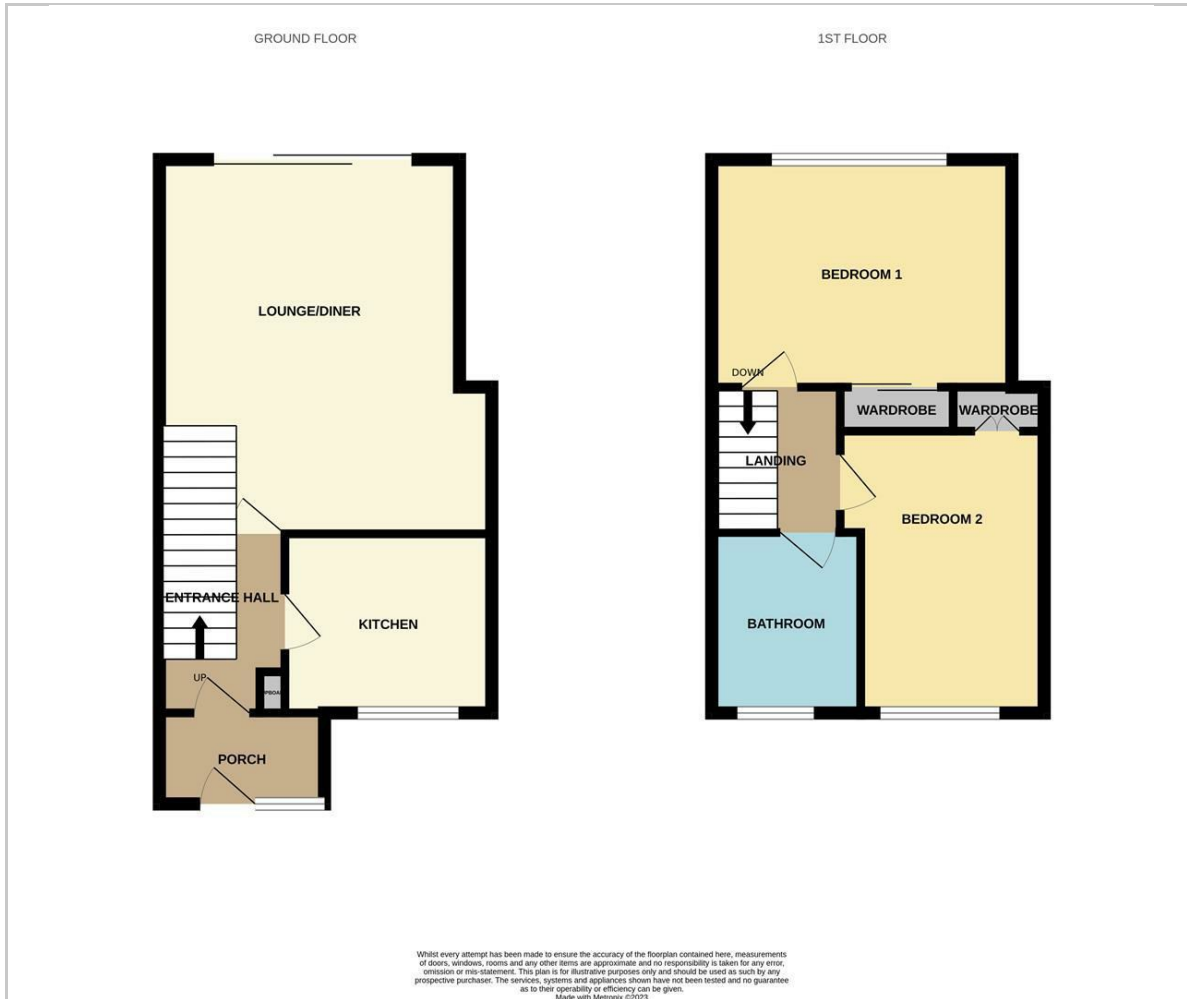 GROUND FLOOR
1ST FLOOR
LOUNGE/DINER
ENTRANCE HALL
KITCHEN
UP
PORCH
BEDROOM 1
DOWN
WARDROBE
WARDROBE
LANDING
BEDROOM 2
BATHROOM
Whilst every attempt has been made to ensure the accuracy of the floorplan contained here, measurements
of doors, windows, rooms and any other items are approximate and no responsibility is taken for any error,
omission or mis-statement. This plan is for illustrative purposes only and should be used as such by any
prospective purchaser. The services, systems and appliances shown have not been tested and no guarantee
as to their operability or efficiency can be given.
Made with Metropix ©2023